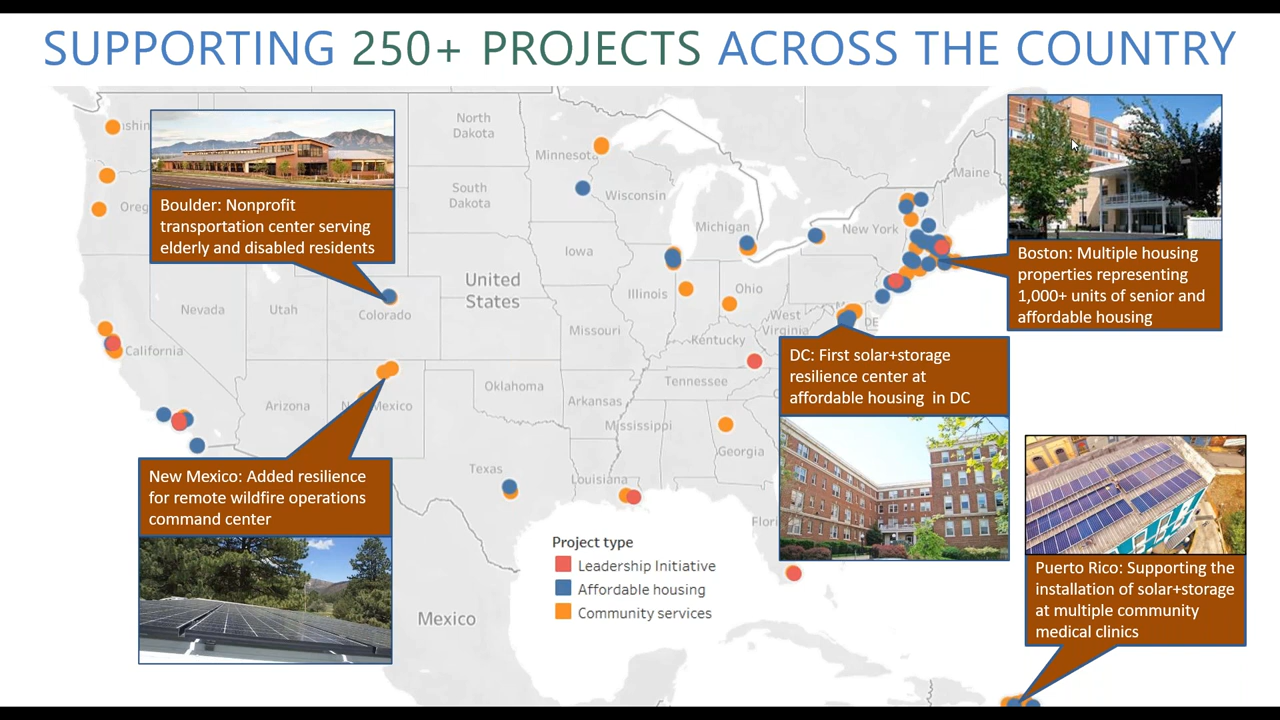 SUPPORTING 250+ PROJECTS ACROSS THE COUNTRY
Boulder: Nonprofit
transportation center serving
elderly and disabled residents
Boston: Multiple housing
properties representing
1,000+ units of senior and
affordable housing
DC: First solar+storage
resilience center at
affordable housing in DC
New Mexico: Added resilience
for remote wildfire operations
command center
Puerto Rico: Supporting the
installation of solar+storage
at multiple community
medical clinics
Project type
Leadership Initiative
Affordable housing
Community services
North
Dakota
South
Dakota
Minnesota
Wisconsin
Michigan
New York
Maine
Iowa
United
States
Nevada
Utah
Colorado
Illinois
Ohio
West
Virginia
DE
California
Missouri
Kentucky
Tennessee
Arizona
Mexico
Oklahoma
Arkansas
Mississippi
Georgia
Texas
Louisiana
Flori
Mexico
shin
Oreg